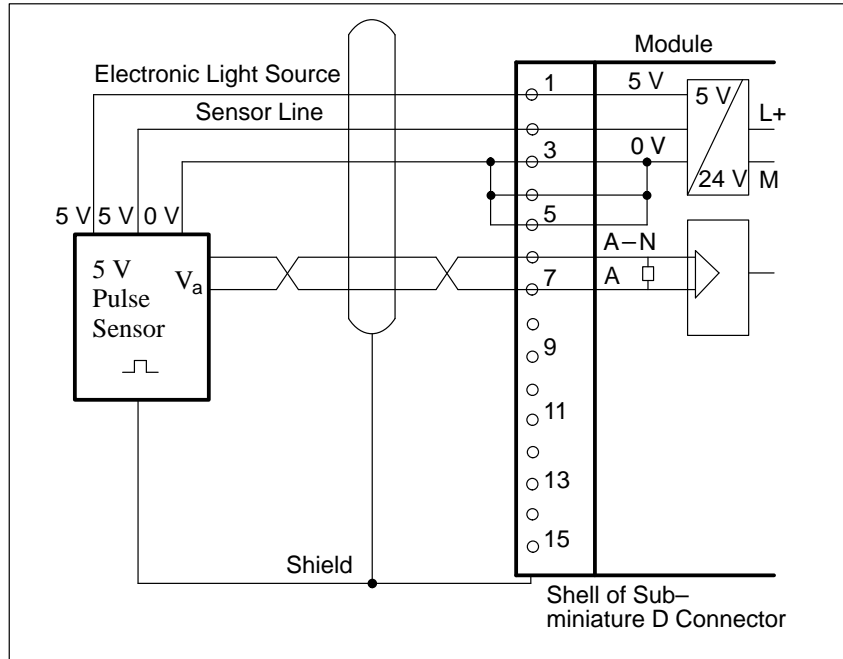 Module
Electronic Light Source
1
5 V
5 V
L+
Sensor Line
3
0 V
24 V
M
5 V 5 V 0 V
5
A–N
5 V
Pulse
Sensor
Va
7
A
9
11
13
15
Shield
Shell of Sub–
miniature D Connector